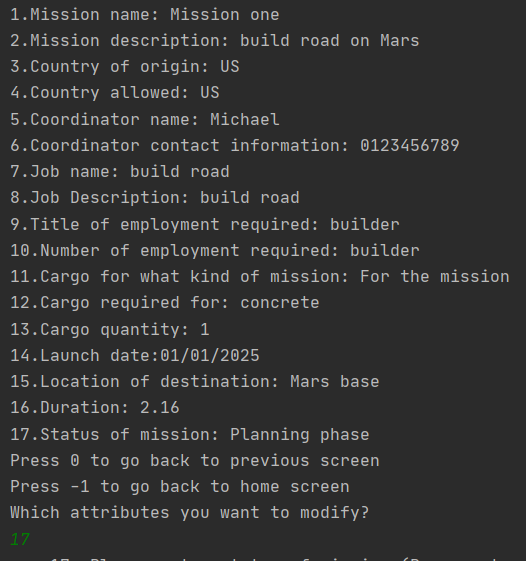 1.Mission name: Mission one
2.Mission description: build road on Mars
3.Country of origin: US
4.Country allowed: US
5.Coordinator name: Michael
6.Coordinator contact information: 0123456789
7.Job name: build road
8.Job Description: build road
9.Title of employment required: builder
10.Number of employment required: builder
11.Cargo for what kind of mission: For the mission
12.Cargo required for: concrete
13.Cargo quantity: 1
14.Launch date:01/01/2025
15.Location of destination: Mars base
16.Duration: 2.16
17.Status of mission: Planning phase
Press 0 to go back to previous screen
Press -1 to go back to home screen
Which attributes you want to modify?
17